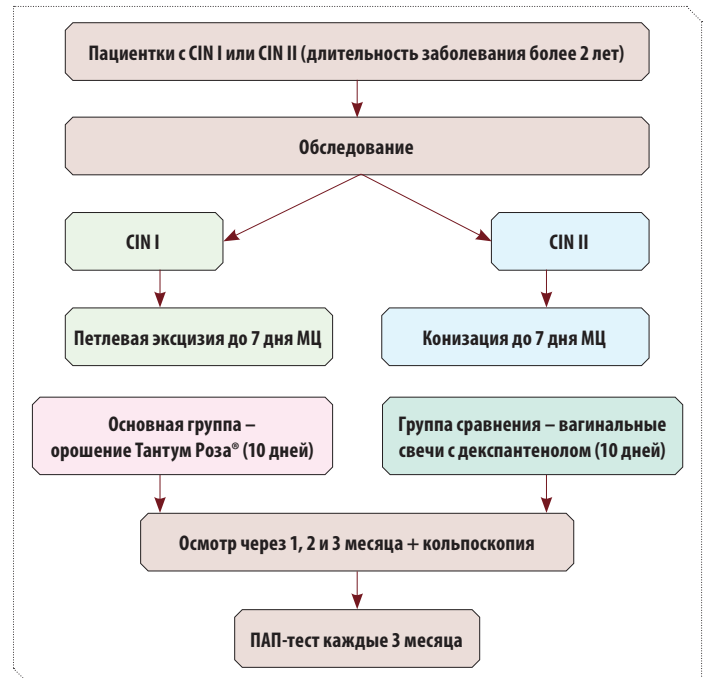 Пациентки с CIN I или CIN II (длительность заболевания более 2 лет)
Обследование
CIN I
CIN II
Петлевая эксцизия до 7 дня МЦ
Конизация до 7 дня МЦ
Основная группа –
орошение Тантум Роза® (10 дней)
Группа сравнения – вагинальные
свечи с декспантенолом (10 дней)
Осмотр через 1, 2 и 3 месяца + кольпоскопия
ПАП-тест каждые 3 месяца